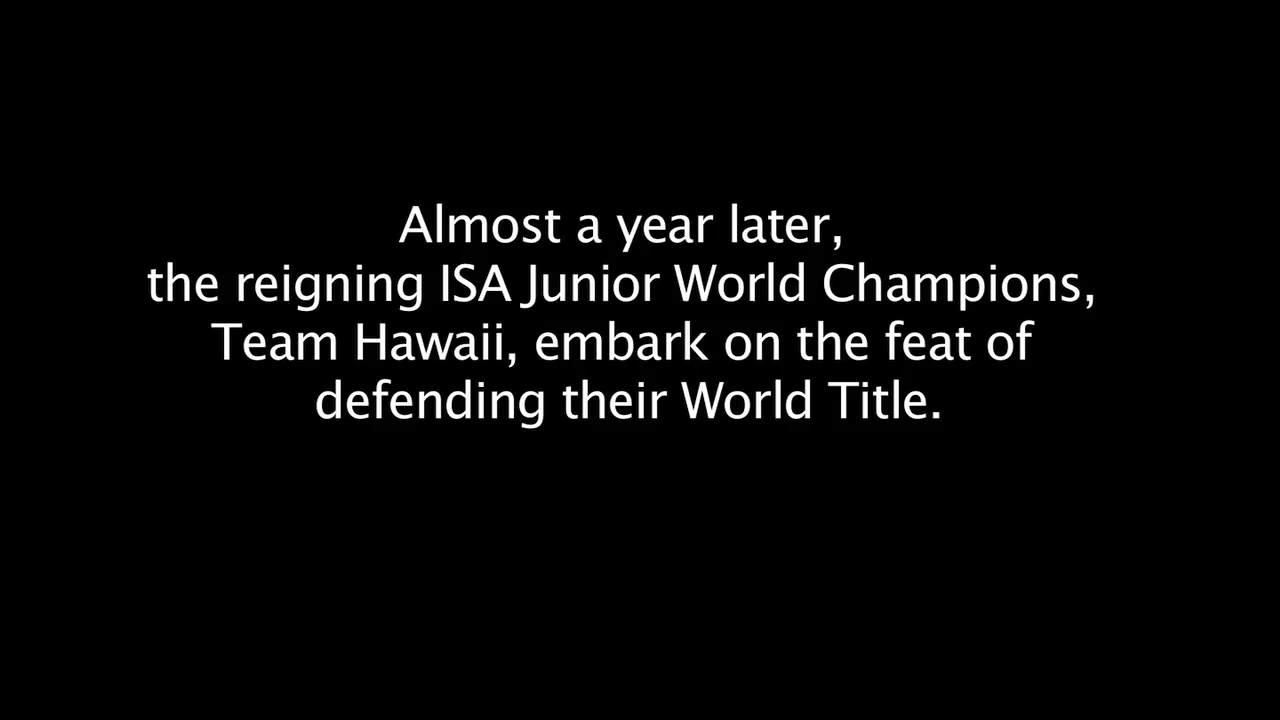 Almost a year later,
the reigning ISA Junior World Champions,
Team Hawaii, embark on the feat of
defending their World Title.